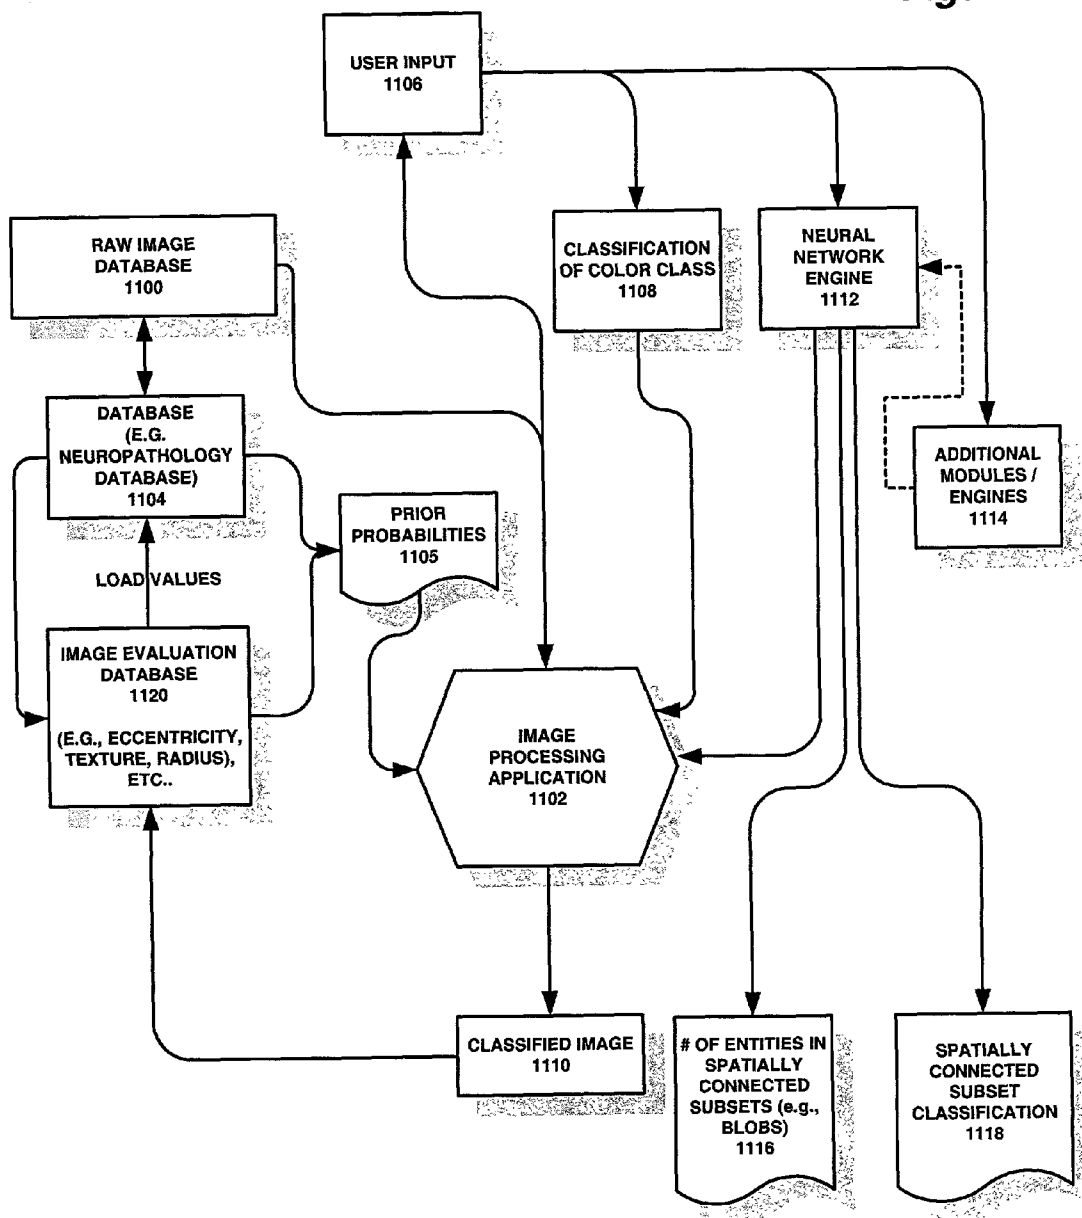 USER INPUT
1106
RAW IMAGE
DATABASE
1100
CLASSIFICATION
OF COLOR CLASS
1108
NEURAL
NETWORK
ENGINE
1112
DATABASE
(E.G.
NEUROPATHOLOGY
DATABASE)
1104
ADDITIONAL
MODULES /
ENGINES
1114
PRIOR
PROBABILITIES
1105
LOAD VALUES
IMAGE EVALUATION
DATABASE
1120
(E.G., ECCENTRICITY,
TEXTURE, RADIUS),
ETC..
IMAGE
PROCESSING
APPLICATION
1102
CLASSIFIED IMAGE
1110
# OF ENTITIES IN
SPATIALLY
CONNECTED
SUBSETS (e.g.,
BLOBS)
1116
SPATIALLY
CONNECTED
SUBSET
CLASSIFICATION
1118